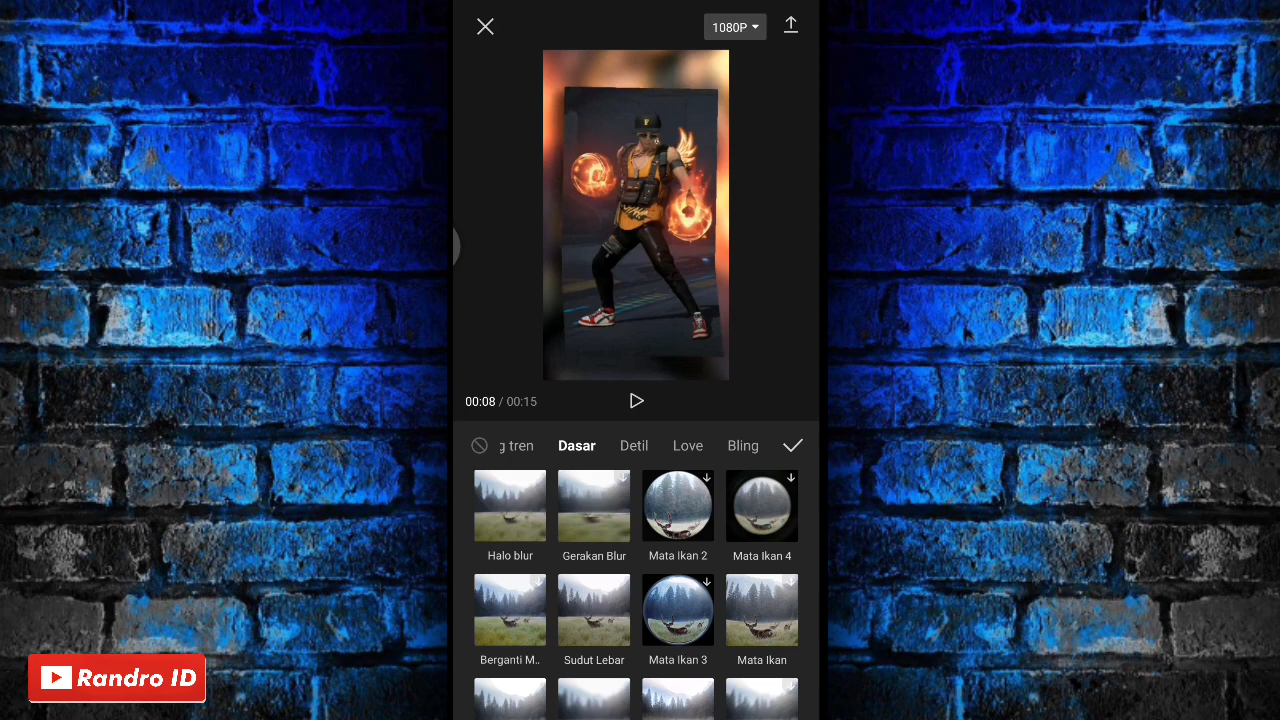 1080P
00:08 / 00:15
g tren Dasar Detil Love Bling
Halo blur Gerakan Blur Mata Ikan 2 Mata Ikan 4
Berganti M.. Sudut Lebar Mata Ikan 3 Mata Ikan
Randro ID